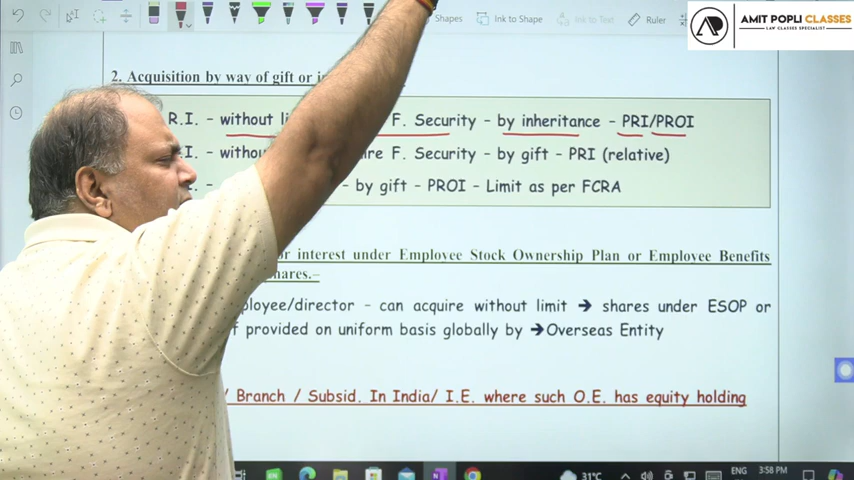 Shapes Ink to Shape Ink to Text Ruler
AMIT POPLI CLASSES
LAW CLASSES SPECIALIST
2. Acquisition by way of gift or
R.I. - without F. Security - by inheritance - PRI/PROI
F. Security - by gift - PRI (relative)
- by gift - PROI - Limit as per FCRA
or interest under Employee Stock Ownership Plan or Employee Benefits
shares.–
employee/director - can acquire without limit ➔ shares under ESOP or
provided on uniform basis globally by ➔Overseas Entity
/ Branch / Subsid. In India/ I.E. where such O.E. has equity holding
31°C ENG 3:58 PM